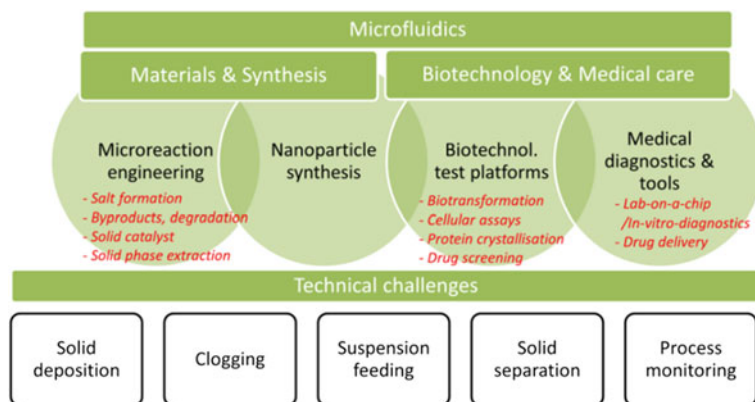 Microfluidics
Materials & Synthesis
Biotechnology & Medical care
Microreaction
engineering
- Salt formation
- Byproducts, degradation
- Solid catalyst
- Solid phase extraction
Nanoparticle
synthesis
Biotechnol.
test platforms
- Biotransformation
- Cellular assays
- Protein crystallisation
- Drug screening
Medical
diagnostics &
tools
- Lab-on-a-chip
/In-vitro-diagnostics
- Drug delivery
Technical challenges
Solid
deposition
Clogging
Suspension
feeding
Solid
separation
Process
monitoring